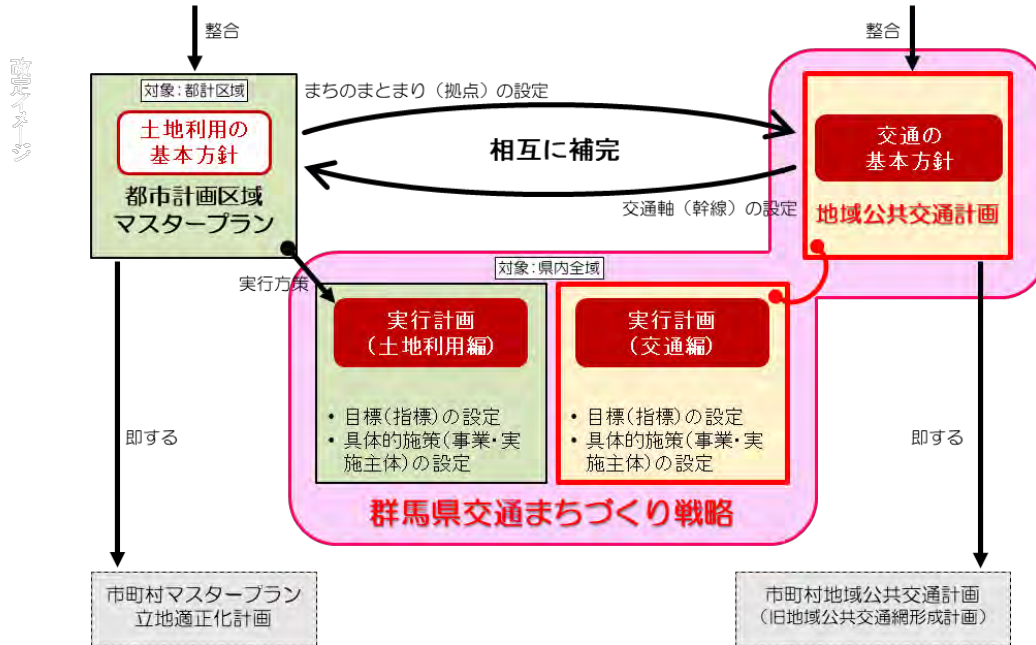 改定イメージ
整合
整合
対象:都計区域
土地利用の
基本方針
都市計画区域
マスタープラン
まちのまとまり（拠点）の設定
相互に補完
交通軸（幹線）の設定
交通の
基本方針
地域公共交通計画
実行方策
対象:県内全域
実行計画
(土地利用編)
・目標(指標)の設定
・具体的施策(事業・実
施主体)の設定
実行計画
(交通編)
・目標(指標)の設定
・具体的施策(事業・実
施主体)の設定
群馬県交通まちづくり戦略
即する
即する
市町村マスタープラン
立地適正化計画
市町村地域公共交通計画
（旧地域公共交通網形成計画）